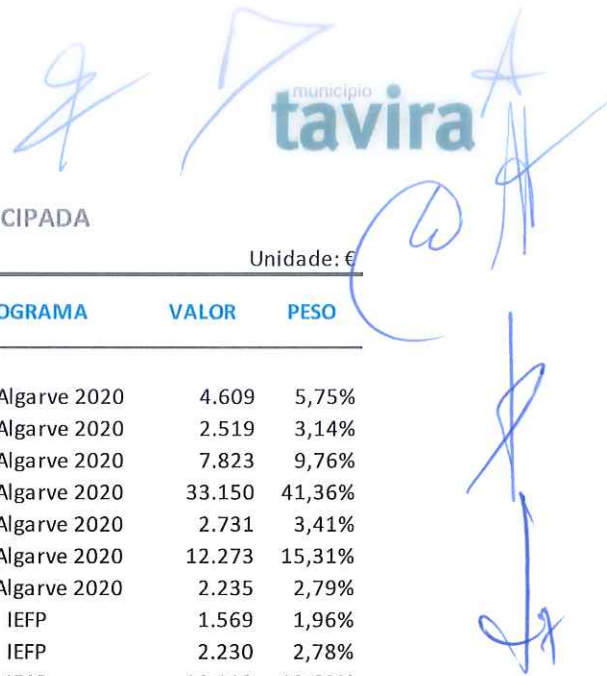 município
tavira
CIPADA
Unidade: €
OGRAMA VALOR PESO
Algarve 2020 4.609 5,75%
Algarve 2020 2.519 3,14%
Algarve 2020 7.823 9,76%
Algarve 2020 33.150 41,36%
Algarve 2020 2.731 3,41%
Algarve 2020 12.273 15,31%
Algarve 2020 2.235 2,79%
IEFP 1.569 1,96%
IEFP 2.230 2,78%